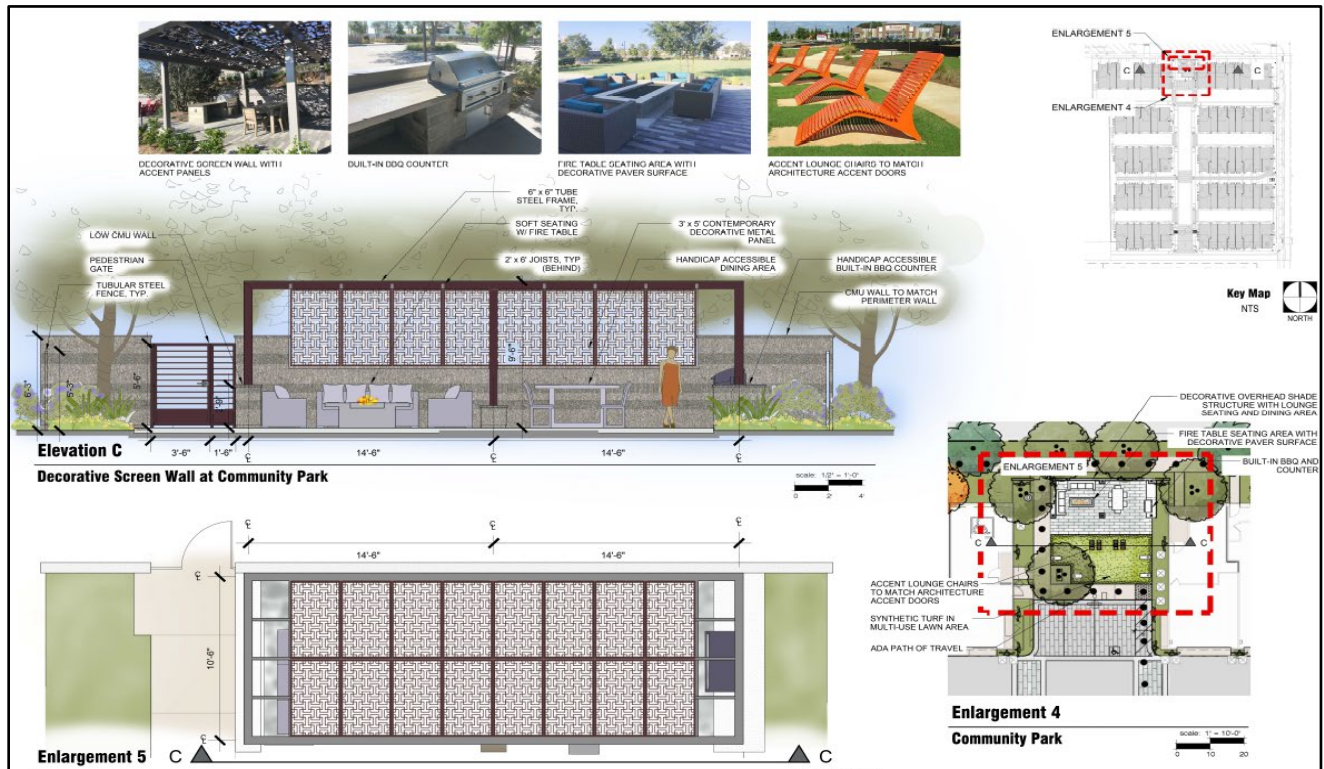 DECORATIVE SCREEN WALL WITH
ACCENT PANELS
BUILT-IN BBQ COUNTER
FIRE TABLE SEATING AREA WITH
DECORATIVE PAVER SURFACE
ACCENT LOUNGE CHAIRS TO MATCH
ARCHITECTURE ACCENT DOORS
ENLARGEMENT 5
C
C
ENLARGEMENT 4
Key Map
NTS
NORTH
6" x 6" TUBE
STEEL FRAME,
TYP.
SOFT SEATING
W/ FIRE TABLE
2' x 6' JOISTS, TYP
(BEHIND)
3' x 5' CONTEMPORARY
DECORATIVE METAL
PANEL
HANDICAP ACCESSIBLE
DINING AREA
HANDICAP ACCESSIBLE
BUILT-IN BBQ COUNTER
CMU WALL TO MATCH
PERIMETER WALL
LOW CMU WALL
PEDESTRIAN
GATE
TUBULAR STEEL
FENCE, TYP.
6'-3"
5'-3"
5'-6"
9'-6"
3'-6"
1'-6"
14'-6"
14'-6"
Elevation C
Decorative Screen Wall at Community Park
scale: 1/2" = 1'-0"
0 2' 4'
14'-6"
14'-6"
10'-6"
Enlargement 5
C
C
DECORATIVE OVERHEAD SHADE
STRUCTURE WITH LOUNGE
SEATING AND DINING AREA
FIRE TABLE SEATING AREA WITH
DECORATIVE PAVER SURFACE
BUILT-IN BBQ AND
COUNTER
ENLARGEMENT 5
C
C
ACCENT LOUNGE CHAIRS
TO MATCH ARCHITECTURE
ACCENT DOORS
SYNTHETIC TURF IN
MULTI-USE LAWN AREA
ADA PATH OF TRAVEL
Enlargement 4
Community Park
scale: 1' = 10'-0"
0 10 20